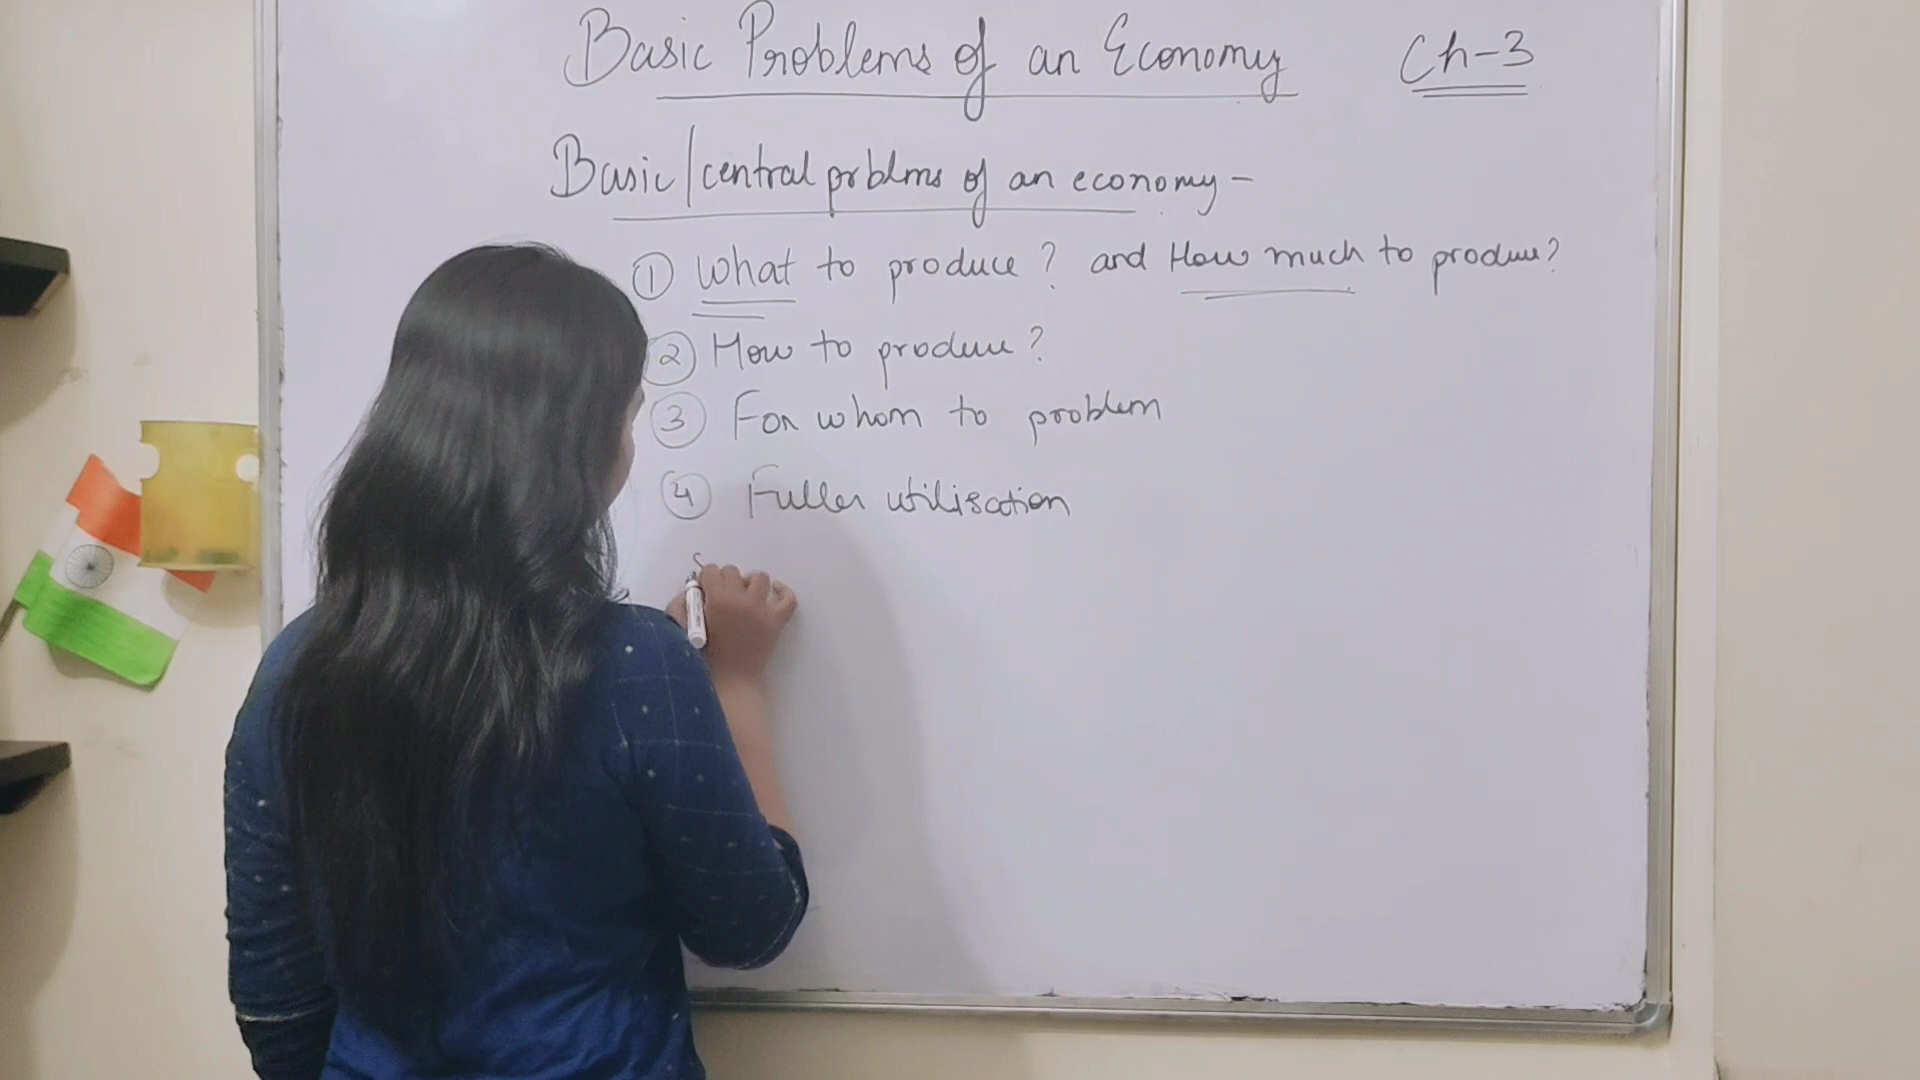 Basic Problems of an Economy Ch-3
Basic/central prblms of an economy-
① What to produce? and How much to produce?
② How to produce?
③ For whom to problem
④ Fuller utilisation